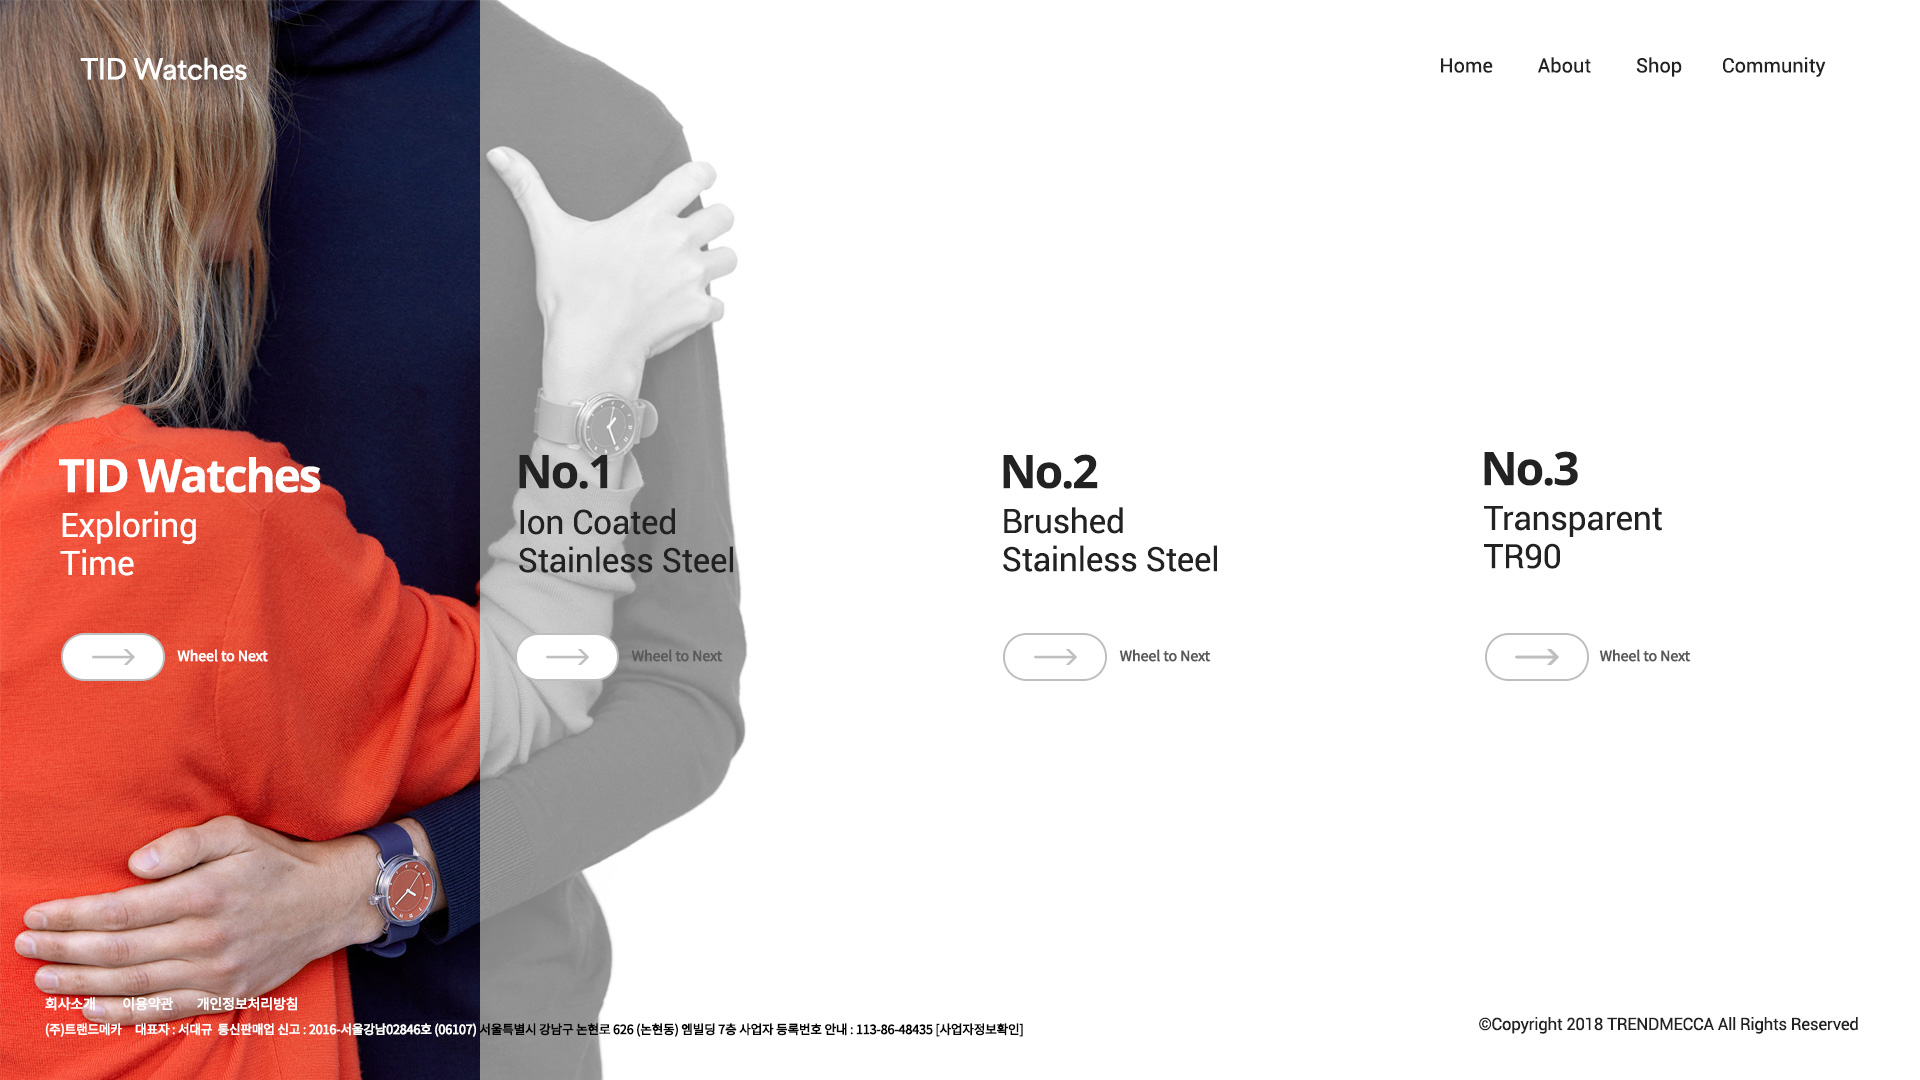 TID Watches
Home About Shop Community
TID Watches
Exploring
Time
Wheel to Next
No.1
Ion Coated
Stainless Steel
Wheel to Next
No.2
Brushed
Stainless Steel
Wheel to Next
No.3
Transparent
TR90
Wheel to Next
회사소개 이용약관 개인정보처리방침
(주)트랜드메카 대표자 : 서대규 통신판매업 신고 : 2016-서울강남02846호 (06107) 서울특별시 강남구 논현로 626 (논현동) 엠빌딩 7층 사업자 등록번호 안내 : 113-86-48435 [사업자정보확인]
©Copyright 2018 TRENDMECCA All Rights Reserved